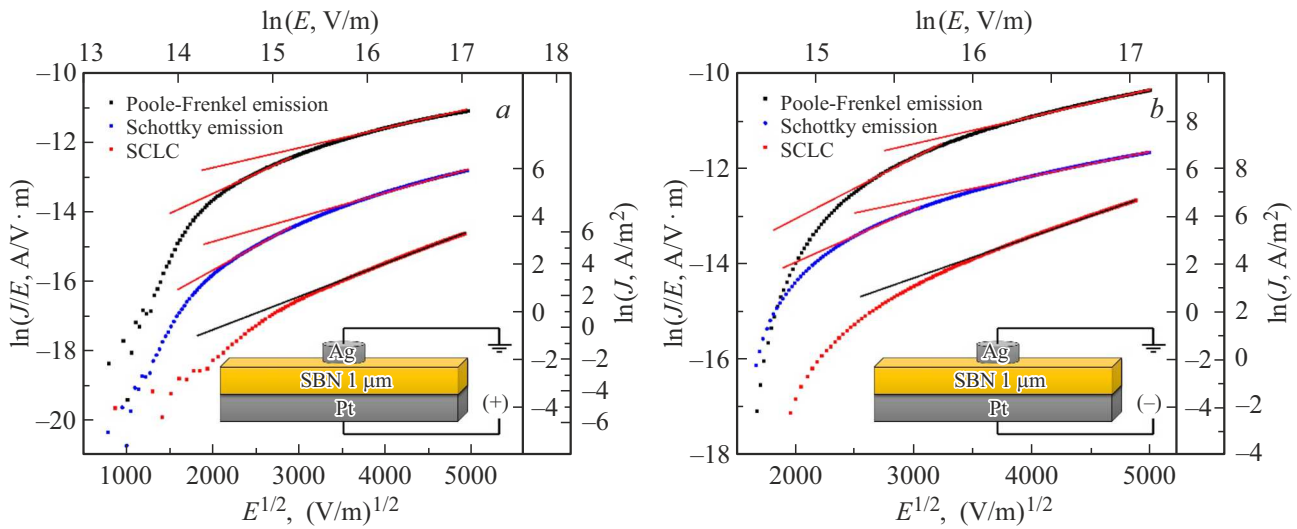 ln(E, V/m)
13 14 15 16 17 18
–10
–12
–14
–16
–18
–20
ln(J/E, A/V · m)
a
Poole-Frenkel emission
Schottky emission
SCLC
Ag
SBN 1 μm
Pt
(+)
6
4
2
0
–2
–4
6
4
2
0
–2
–4
–6
ln(J, A/m²)
1000 2000 3000 4000 5000
E^1/2, (V/m)^1/2
ln(E, V/m)
15 16 17
–10
–12
–14
–16
–18
ln(J/E, A/V · m)
b
Poole-Frenkel emission
Schottky emission
SCLC
Ag
SBN 1 μm
Pt
(–)
8
6
4
2
0
–2
–4
8
6
4
2
0
–2
–4
ln(J, A/m²)
2000 3000 4000 5000
E^1/2, (V/m)^1/2